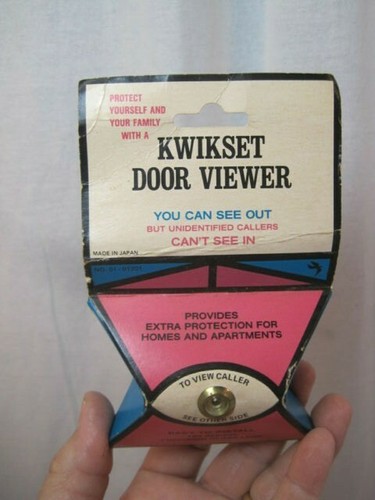 PROTECT
YOURSELF AND
YOUR FAMILY
WITH A
KWIKSET
DOOR VIEWER
YOU CAN SEE OUT
BUT UNIDENTIFIED CALLERS
CAN'T SEE IN
MADE IN JAPAN
PROVIDES
EXTRA PROTECTION FOR
HOMES AND APARTMENTS
TO VIEW CALLER
SEE OTHER SIDE